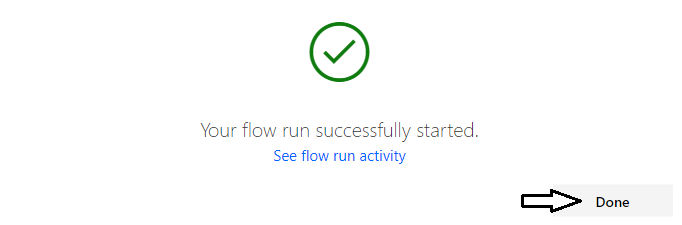 Your flow run successfully started.
See flow run activity
Done